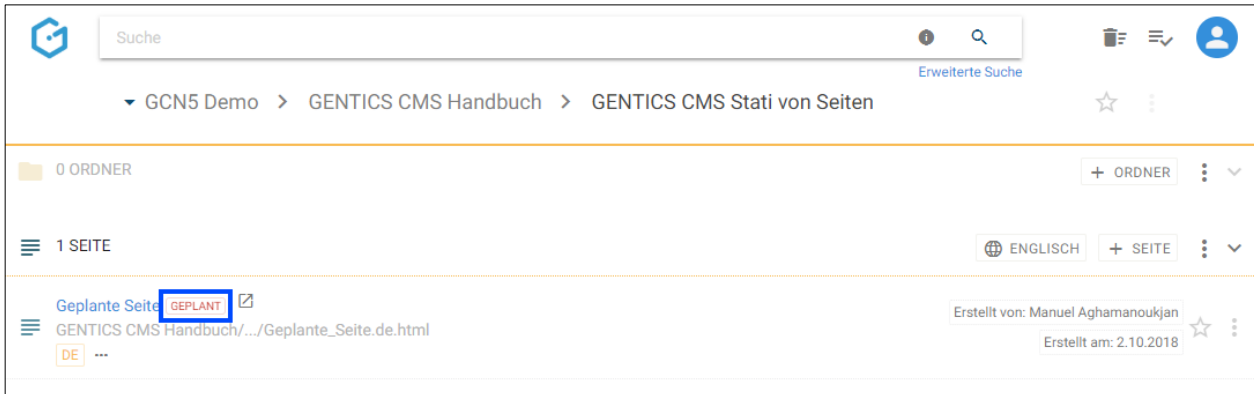 Suche
Erweiterte Suche
GCN5 Demo > GENTICS CMS Handbuch > GENTICS CMS Stati von Seiten
0 ORDNER
+ ORDNER
1 SEITE
ENGLISCH
+ SEITE
Geplante Seite GEPLANT
GENTICS CMS Handbuch/.../Geplante_Seite.de.html
DE ...
Erstellt von: Manuel Aghamanoukjan
Erstellt am: 2.10.2018